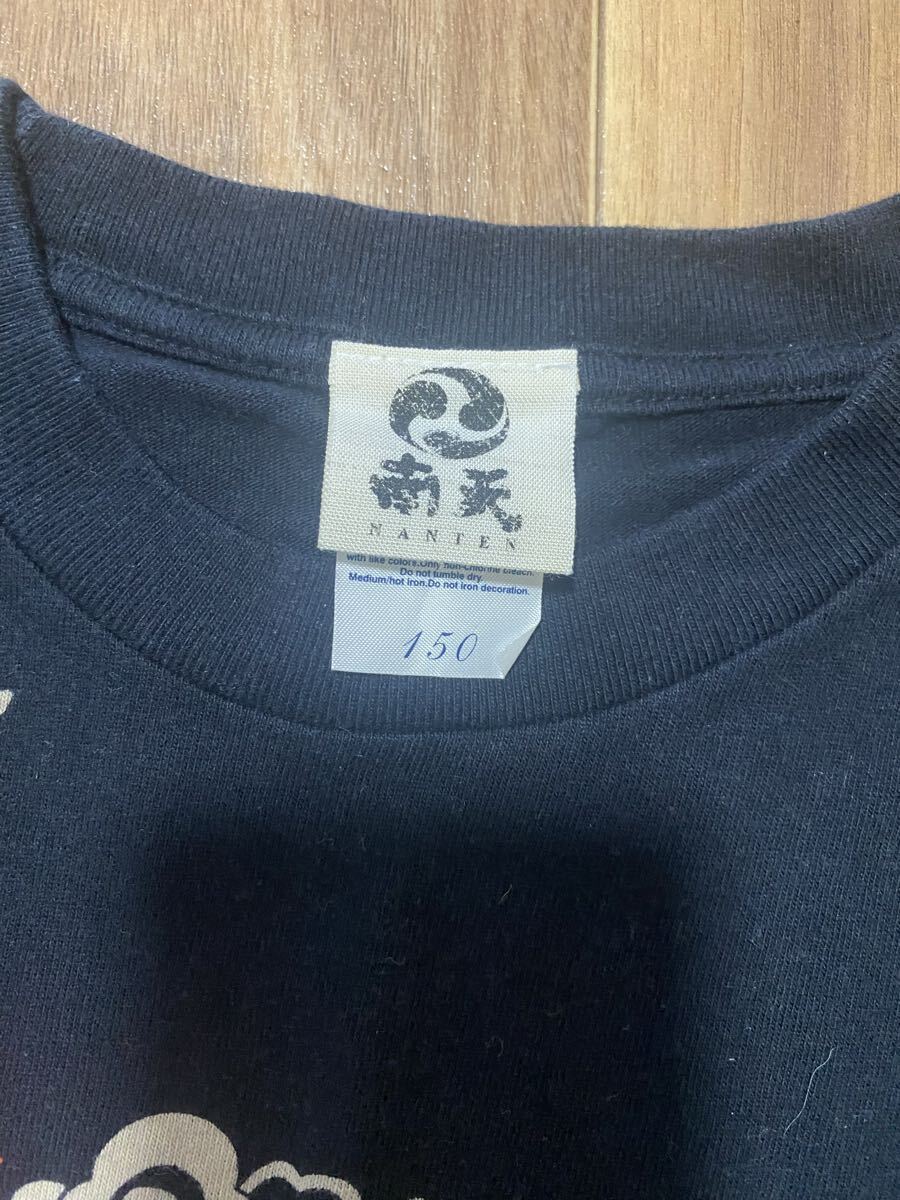 南天
NANTEN
with like colors.Only non-chlorine bleach.
Do not tumble dry.
Medium/hot iron.Do not iron decoration.
150